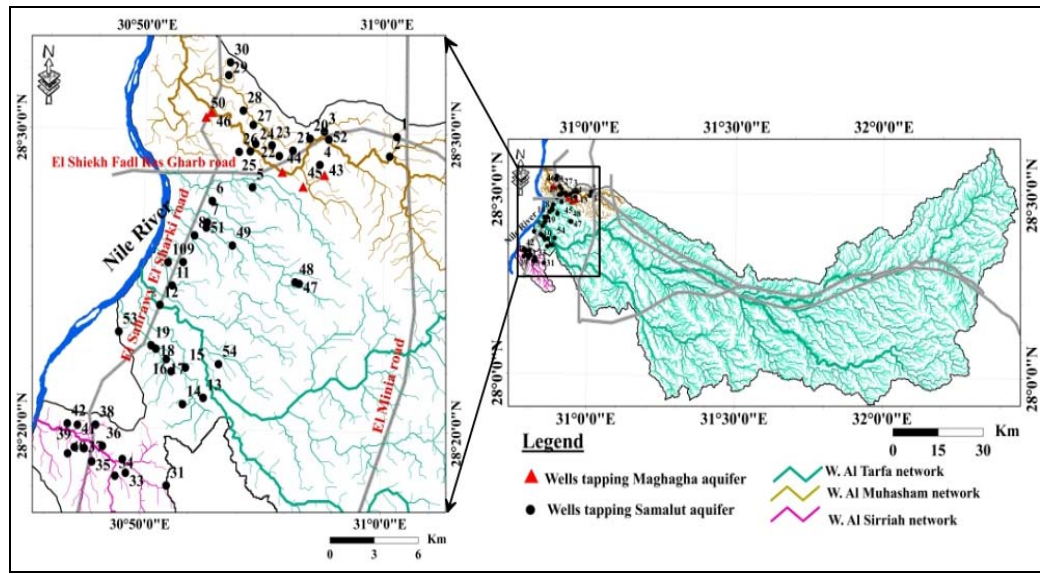 30°50'0"E
31°0'0"E
N
30
29
28
50
46
27
26
24
23
21
20
3
52
2
25
22
44
4
45
43
28°30'0"N
El Shiekh Fadl Ras Gharb road
5
6
7
8
51
49
Nile River
El Sahrawy El Sharki road
109
11
48
47
12
53
19
18
15
54
16
17
El Minia road
14
13
28°20'0"N
42
38
39
41
36
35
34
33
31
30°50'0"E
31°0'0"E
Km
0 3 6
28°30'0"N
28°20'0"N
31°0'0"E
31°30'0"E
32°0'0"E
N
28°30'0"N
28°0'0"N
Nile River
28°30'0"N
28°0'0"N
31°0'0"E
31°30'0"E
32°0'0"E
Km
0 15 30
Legend
Wells tapping Maghagha aquifer
Wells tapping Samalut aquifer
W. Al Tarfa network
W. Al Muhasham network
W. Al Sirriah network